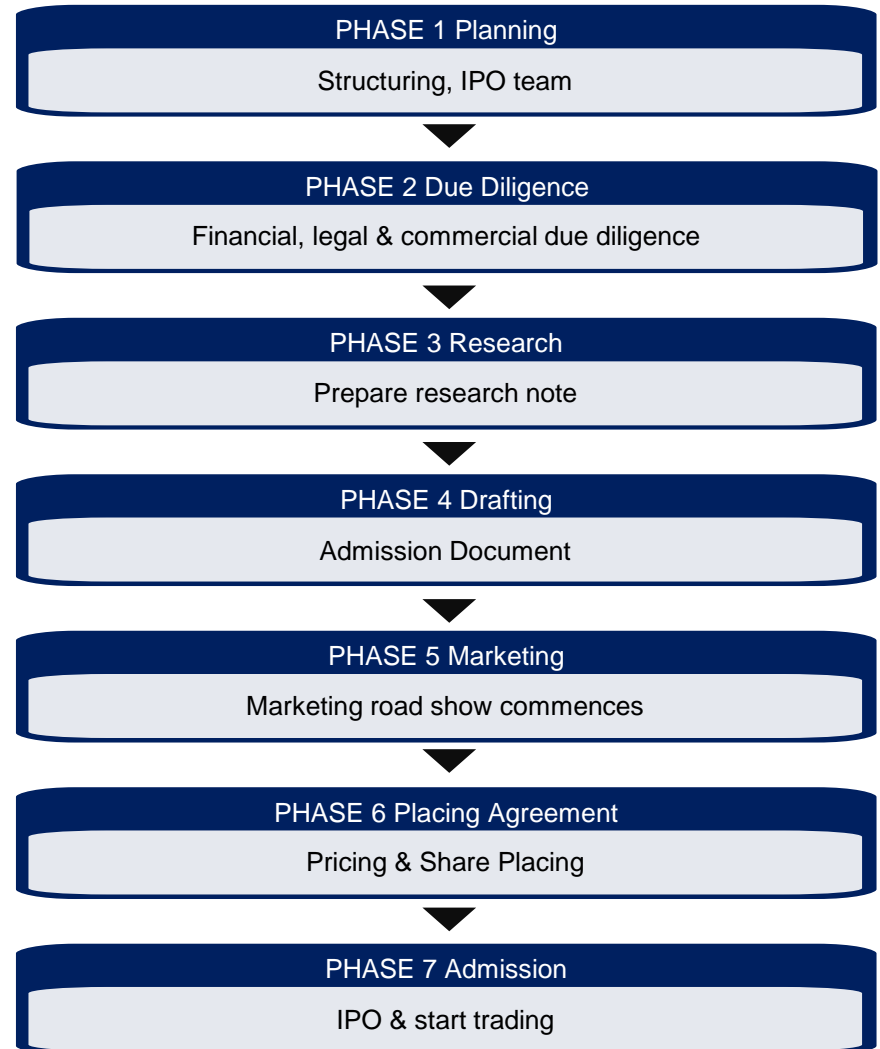 PHASE 1 Planning
Structuring, IPO team
PHASE 2 Due Diligence
Financial, legal & commercial due diligence
PHASE 3 Research
Prepare research note
PHASE 4 Drafting
Admission Document
PHASE 5 Marketing
Marketing road show commences
PHASE 6 Placing Agreement
Pricing & Share Placing
PHASE 7 Admission
IPO & start trading